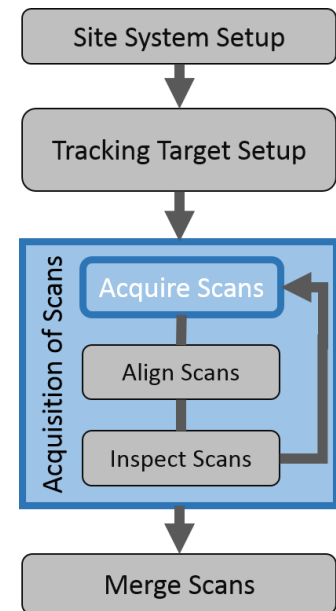 Site System Setup
Tracking Target Setup
Acquisition of Scans
Acquire Scans
Align Scans
Inspect Scans
Merge Scans